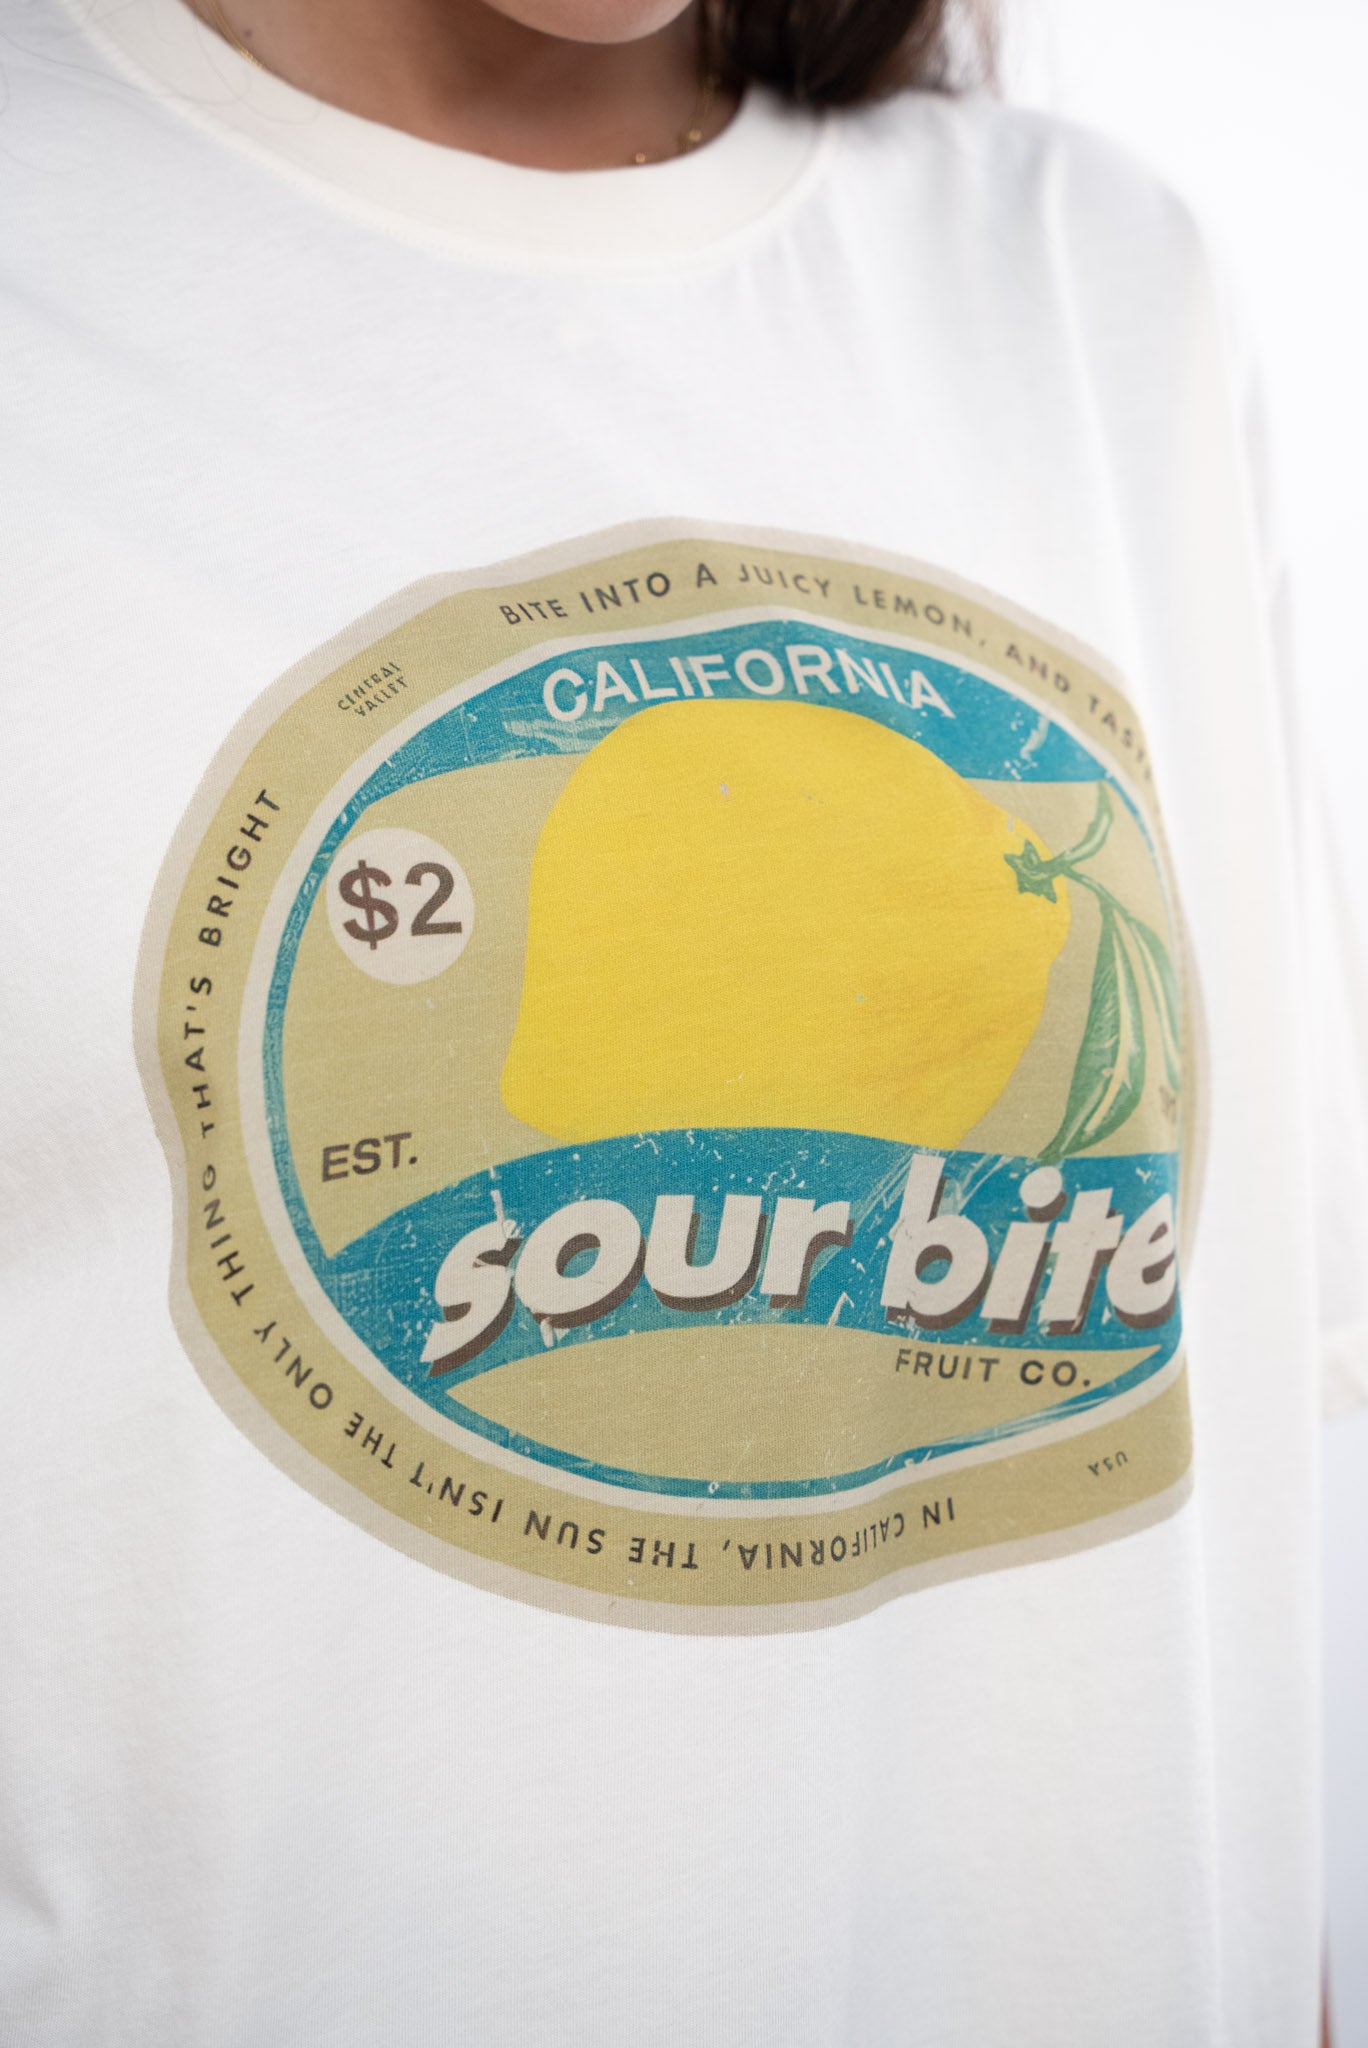 BITE INTO A JUICY LEMON, AND
CENTRAL
VALLEY
CALIFORNIA
$2
EST.
sour bite
FRUIT CO.
USA
IN CALIFORNIA, THE SUN ISN'T THE ONLY THING THAT'S BRIGHT